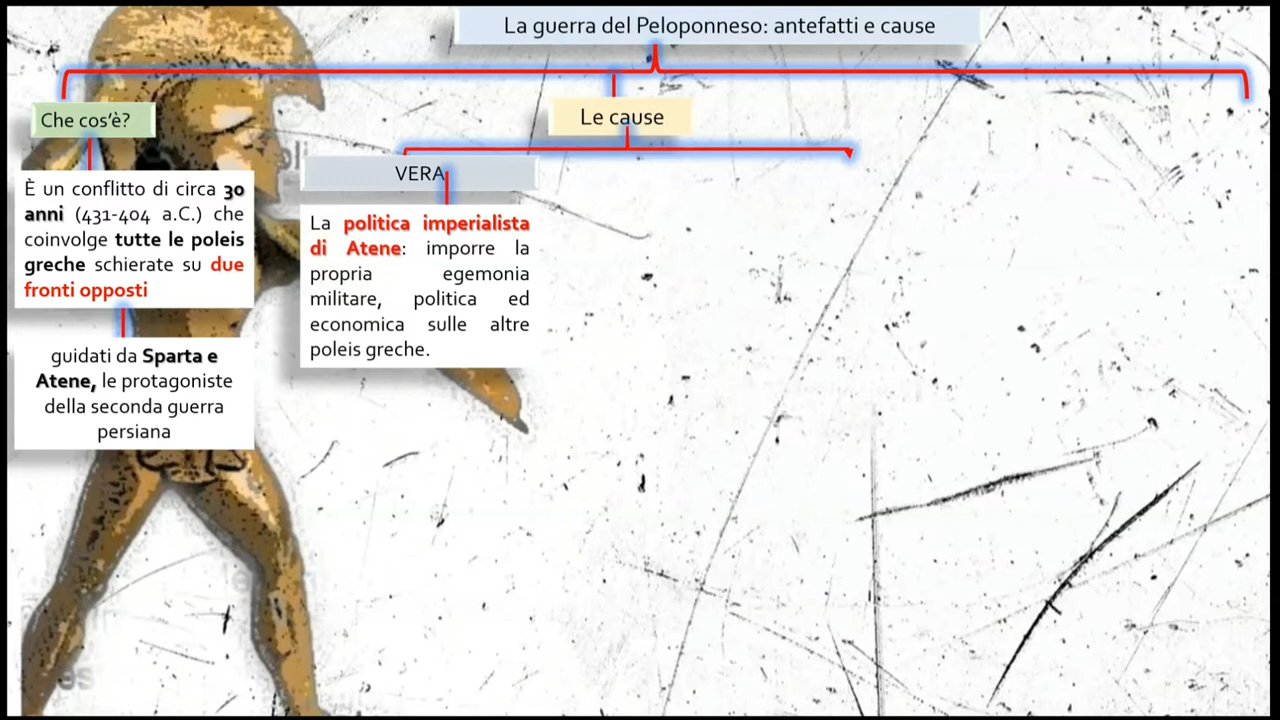 La guerra del Peloponneso: antefatti e cause
Che cos'è?
Le cause
VERA
È un conflitto di circa 30
anni (431-404 a.C.) che
coinvolge tutte le poleis
greche schierate su due
fronti opposti
La politica imperialista
di Atene: imporre la
propria egemonia
militare, politica ed
economica sulle altre
poleis greche.
guidati da Sparta e
Atene, le protagoniste
della seconda guerra
persiana